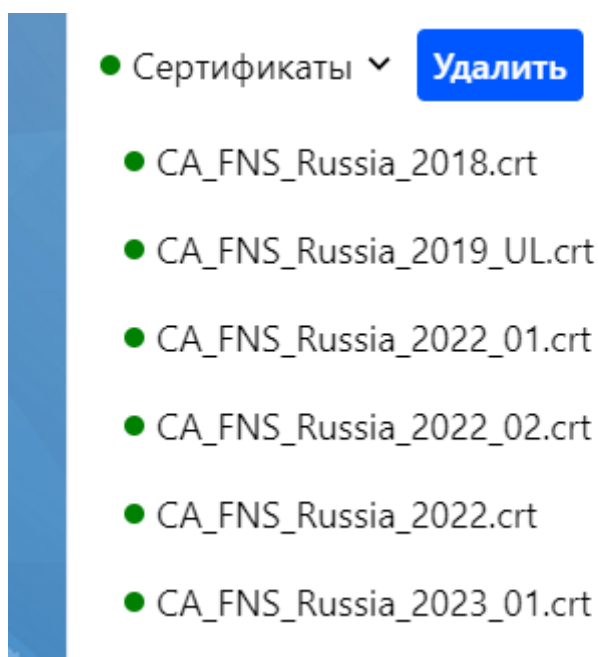 Сертификаты Удалить
CA_FNS_Russia_2018.crt
CA_FNS_Russia_2019_UL.crt
CA_FNS_Russia_2022_01.crt
CA_FNS_Russia_2022_02.crt
CA_FNS_Russia_2022.crt
CA_FNS_Russia_2023_01.crt